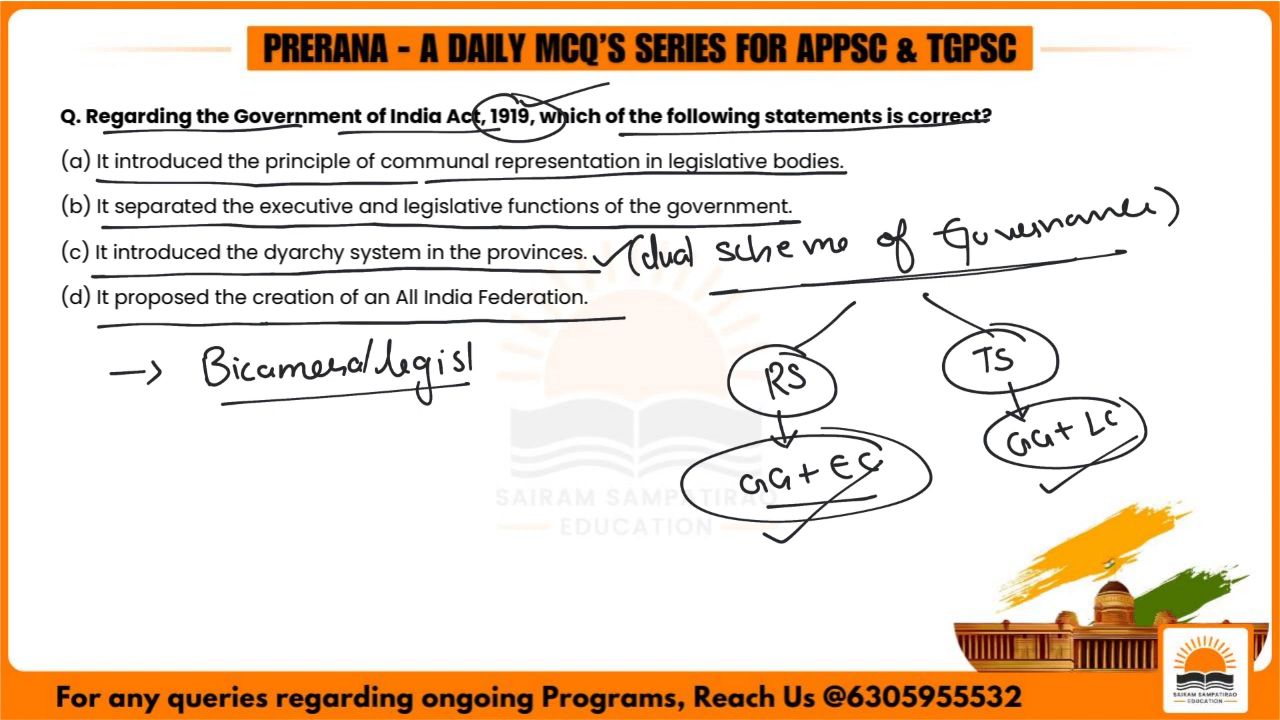 PRERANA - A DAILY MCQ'S SERIES FOR APPSC & TGPSC
Q. Regarding the Government of India Act, 1919, which of the following statements is correct?
(a) It introduced the principle of communal representation in legislative bodies.
(b) It separated the executive and legislative functions of the government.
(c) It introduced the dyarchy system in the provinces. (dual scheme of Governance)
(d) It proposed the creation of an All India Federation.
→ Bicameral legisl
RS
TS
GG + EC
GG + LC
SAIRAM SAMPATIRAO
EDUCATION
SAIRAM SAMPATIRAO
EDUCATION
For any queries regarding ongoing Programs, Reach Us @6305955532